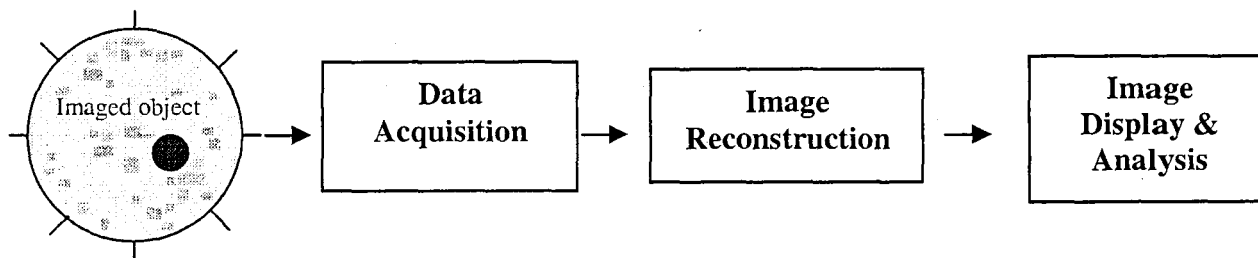 Imaged object
Data
Acquisition
Image
Reconstruction
Image
Display &
Analysis